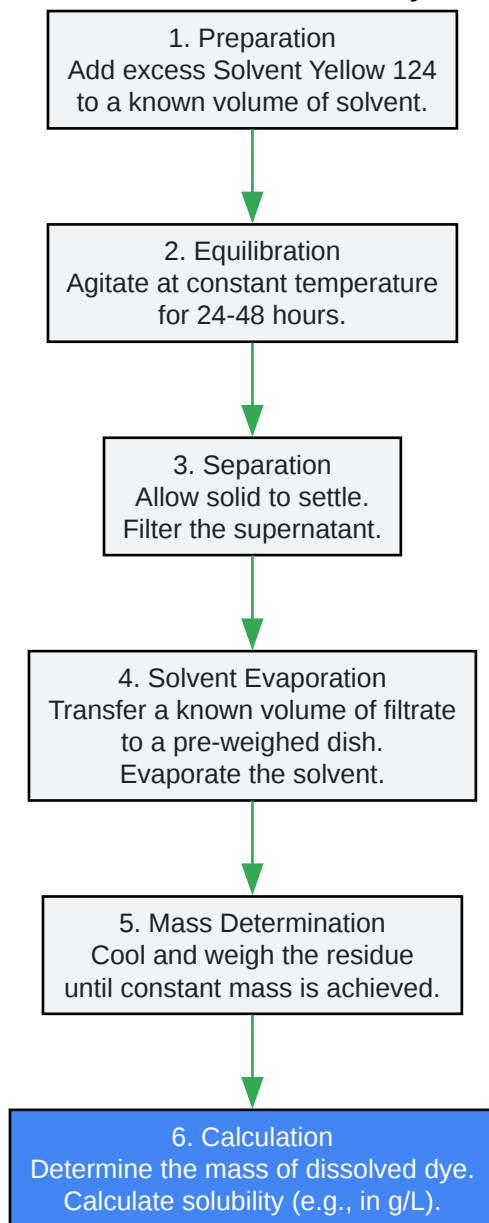 1. Preparation
Add excess Solvent Yellow 124
to a known volume of solvent.
2. Equilibration
Agitate at constant temperature
for 24-48 hours.
3. Separation
Allow solid to settle.
Filter the supernatant.
4. Solvent Evaporation
Transfer a known volume of filtrate
to a pre-weighed dish.
Evaporate the solvent.
5. Mass Determination
Cool and weigh the residue
until constant mass is achieved.
6. Calculation
Determine the mass of dissolved dye.
Calculate solubility (e.g., in g/L).